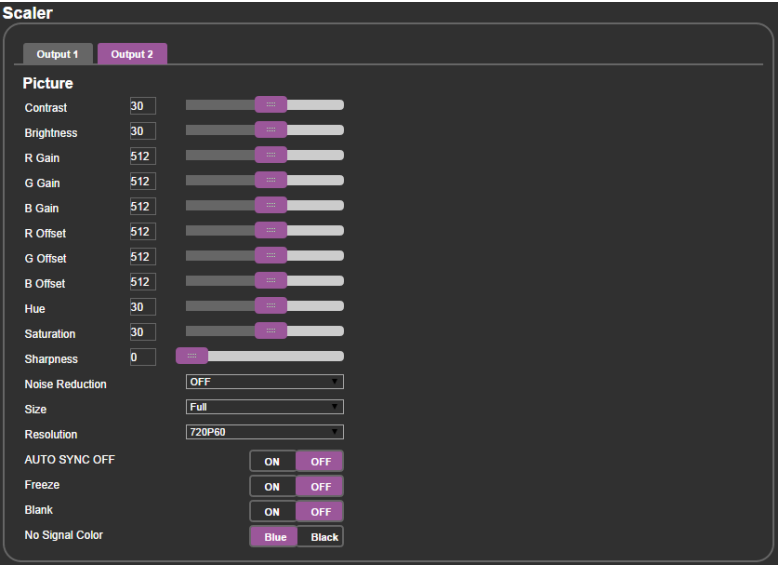 Scaler
Output 1 Output 2
Picture
Contrast 30
Brightness 30
R Gain 512
G Gain 512
B Gain 512
R Offset 512
G Offset 512
B Offset 512
Hue 30
Saturation 30
Sharpness 0
Noise Reduction OFF
Size Full
Resolution 720P60
AUTO SYNC OFF ON OFF
Freeze ON OFF
Blank ON OFF
No Signal Color Blue Black